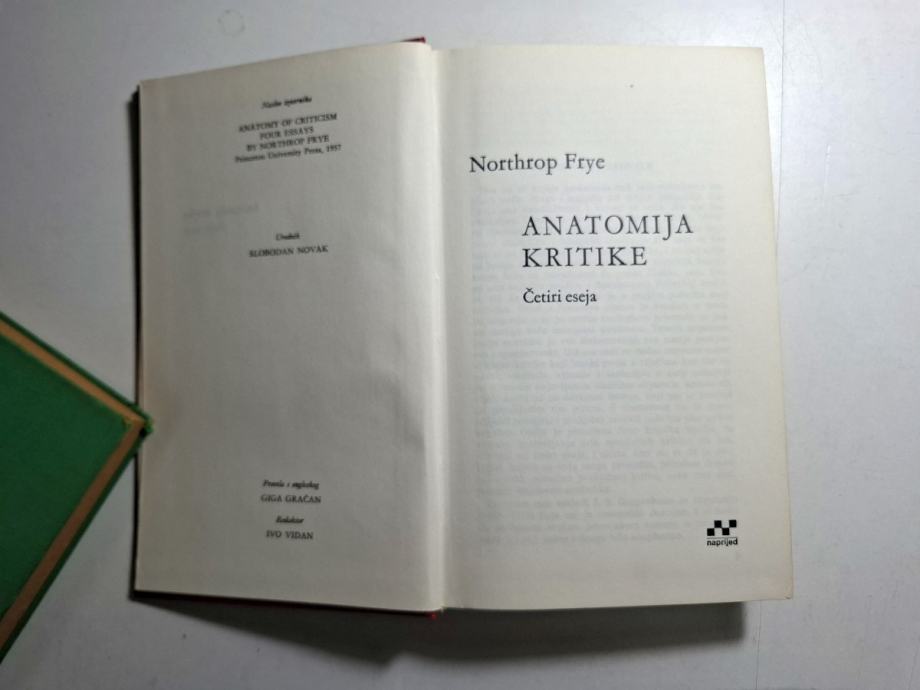 Naslov izvornika
ANATOMY OF CRITICISM
FOUR ESSAYS
BY NORTHROP FRYE
Princeton University Press, 1957
Urednik
SLOBODAN NOVAK
Prevela s engleskog
GIGA GRAČAN
Redaktor
IVO VIDAN
Northrop Frye
ANATOMIJA
KRITIKE
Četiri eseja
naprijed